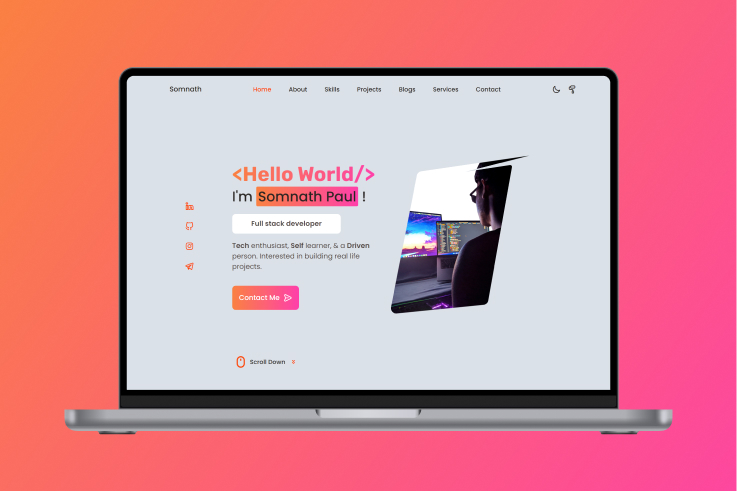 Somnath
Home About Skills Projects Blogs Services Contact
<Hello World/>
I'm Somnath Paul !
Full stack developer
Tech enthusiast, Self learner, & a Driven
person. Interested in building real life
projects.
Contact Me
Scroll Down